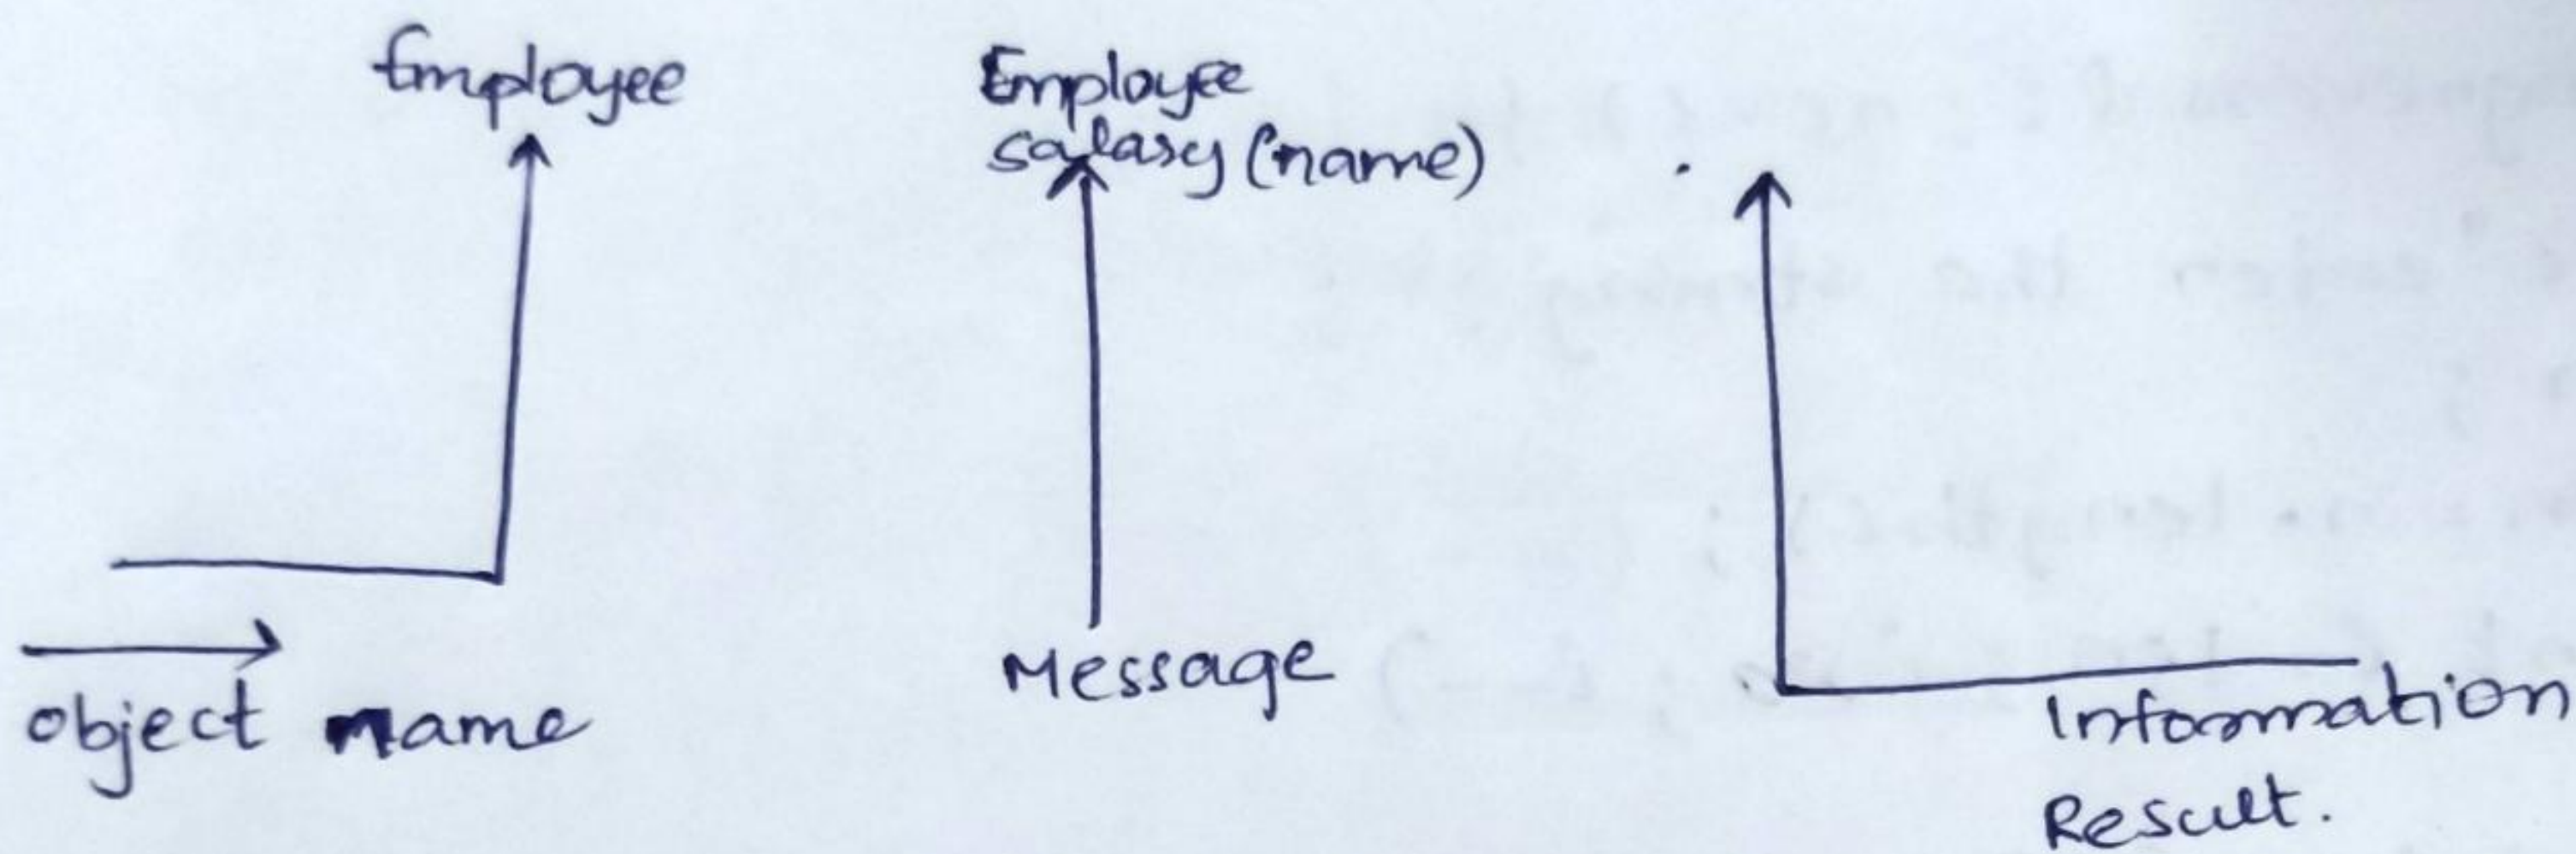 Employee
Employee
salary (name)
Message
object name
Information
Result.